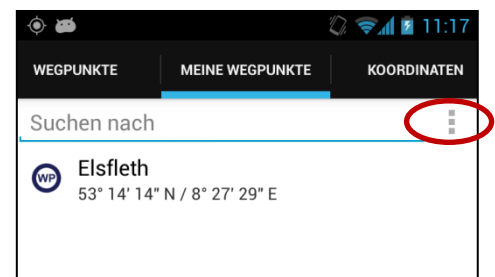 11:17
WEGPUNKTE MEINE WEGPUNKTE KOORDINATEN
Suchen nach
WP Elsfleth
53° 14' 14" N / 8° 27' 29" E